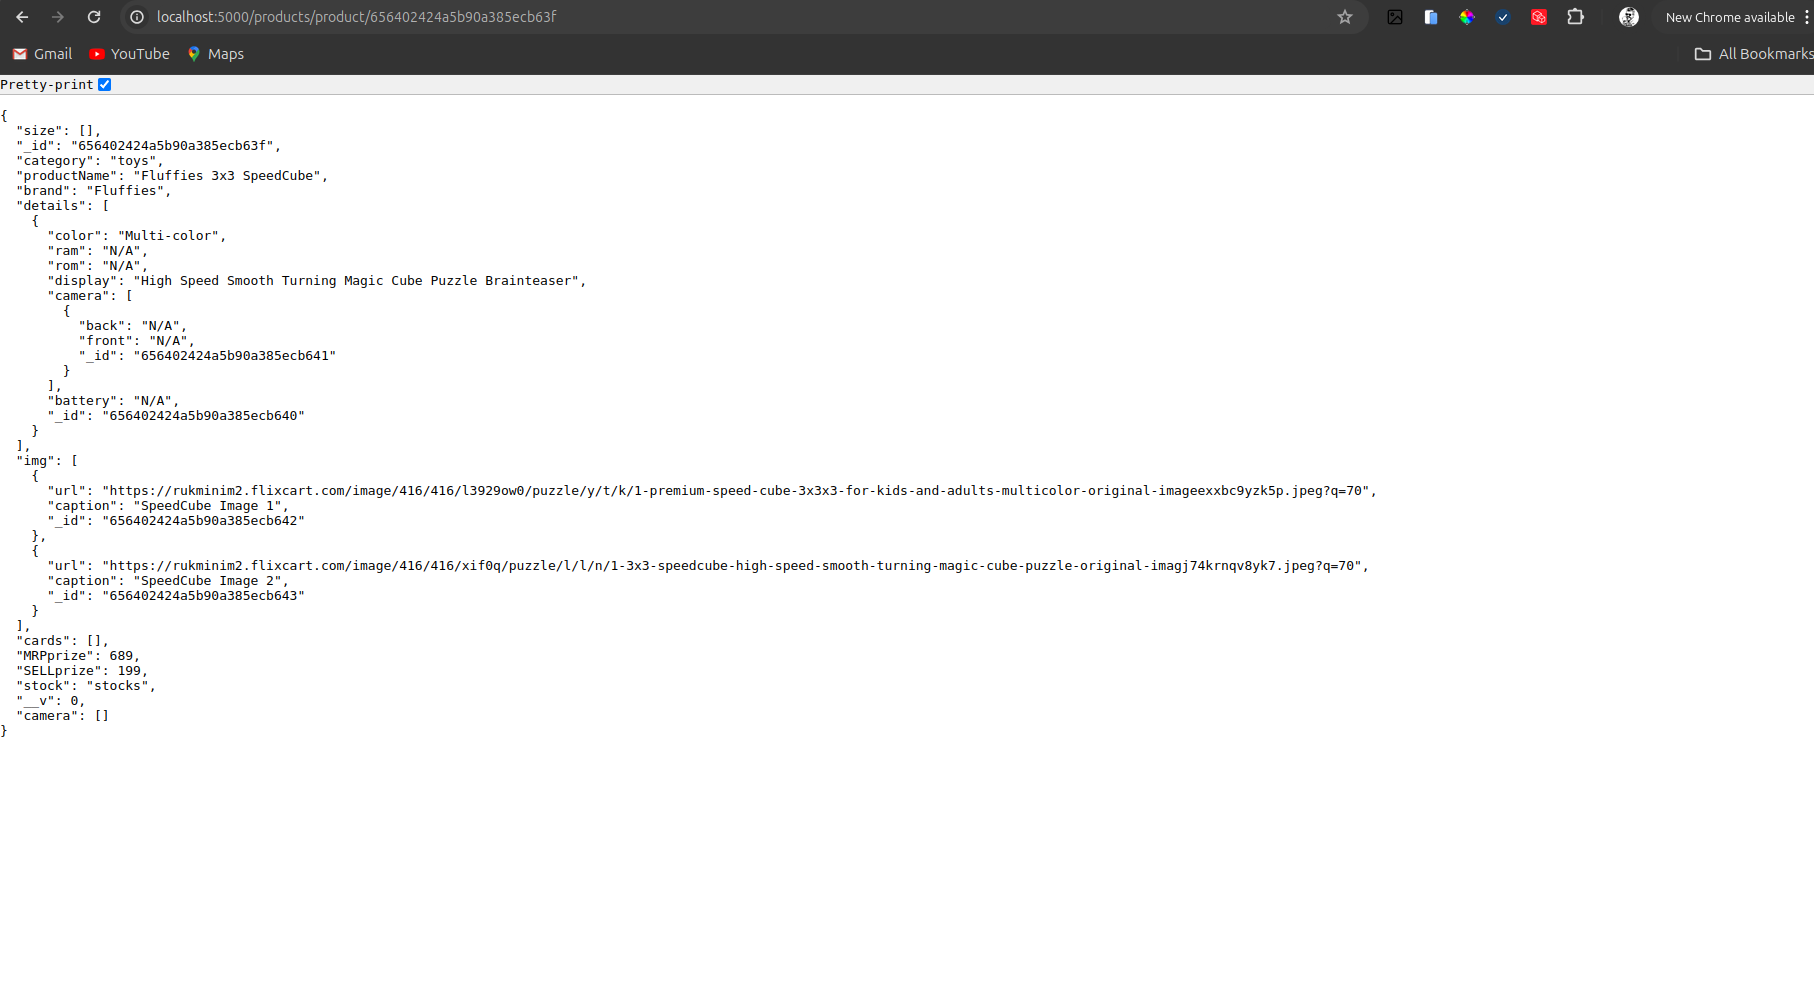 localhost:5000/products/product/656402424a5b90a385ecb63f
New Chrome available
Gmail
YouTube
Maps
All Bookmarks
Pretty-print
{
  "size": [],
  "_id": "656402424a5b90a385ecb63f",
  "category": "toys",
  "productName": "Fluffies 3x3 SpeedCube",
  "brand": "Fluffies",
  "details": [
    {
      "color": "Multi-color",
      "ram": "N/A",
      "rom": "N/A",
      "display": "High Speed Smooth Turning Magic Cube Puzzle Brainteaser",
      "camera": [
        {
          "back": "N/A",
          "front": "N/A",
          "_id": "656402424a5b90a385ecb641"
        }
      ],
      "battery": "N/A",
      "_id": "656402424a5b90a385ecb640"
    }
  ],
  "img": [
    {
      "url": "https://rukminim2.flixcart.com/image/416/416/l3929ow0/puzzle/y/t/k/1-premium-speed-cube-3x3x3-for-kids-and-adults-multicolor-original-imageexxbc9yzk5p.jpeg?q=70",
      "caption": "SpeedCube Image 1",
      "_id": "656402424a5b90a385ecb642"
    },
    {
      "url": "https://rukminim2.flixcart.com/image/416/416/xif0q/puzzle/l/l/n/1-3x3-speedcube-high-speed-smooth-turning-magic-cube-puzzle-original-imagj74krnqv8yk7.jpeg?q=70",
      "caption": "SpeedCube Image 2",
      "_id": "656402424a5b90a385ecb643"
    }
  ],
  "cards": [],
  "MRPprize": 689,
  "SELLprize": 199,
  "stock": "stocks",
  "__v": 0,
  "camera": []
}